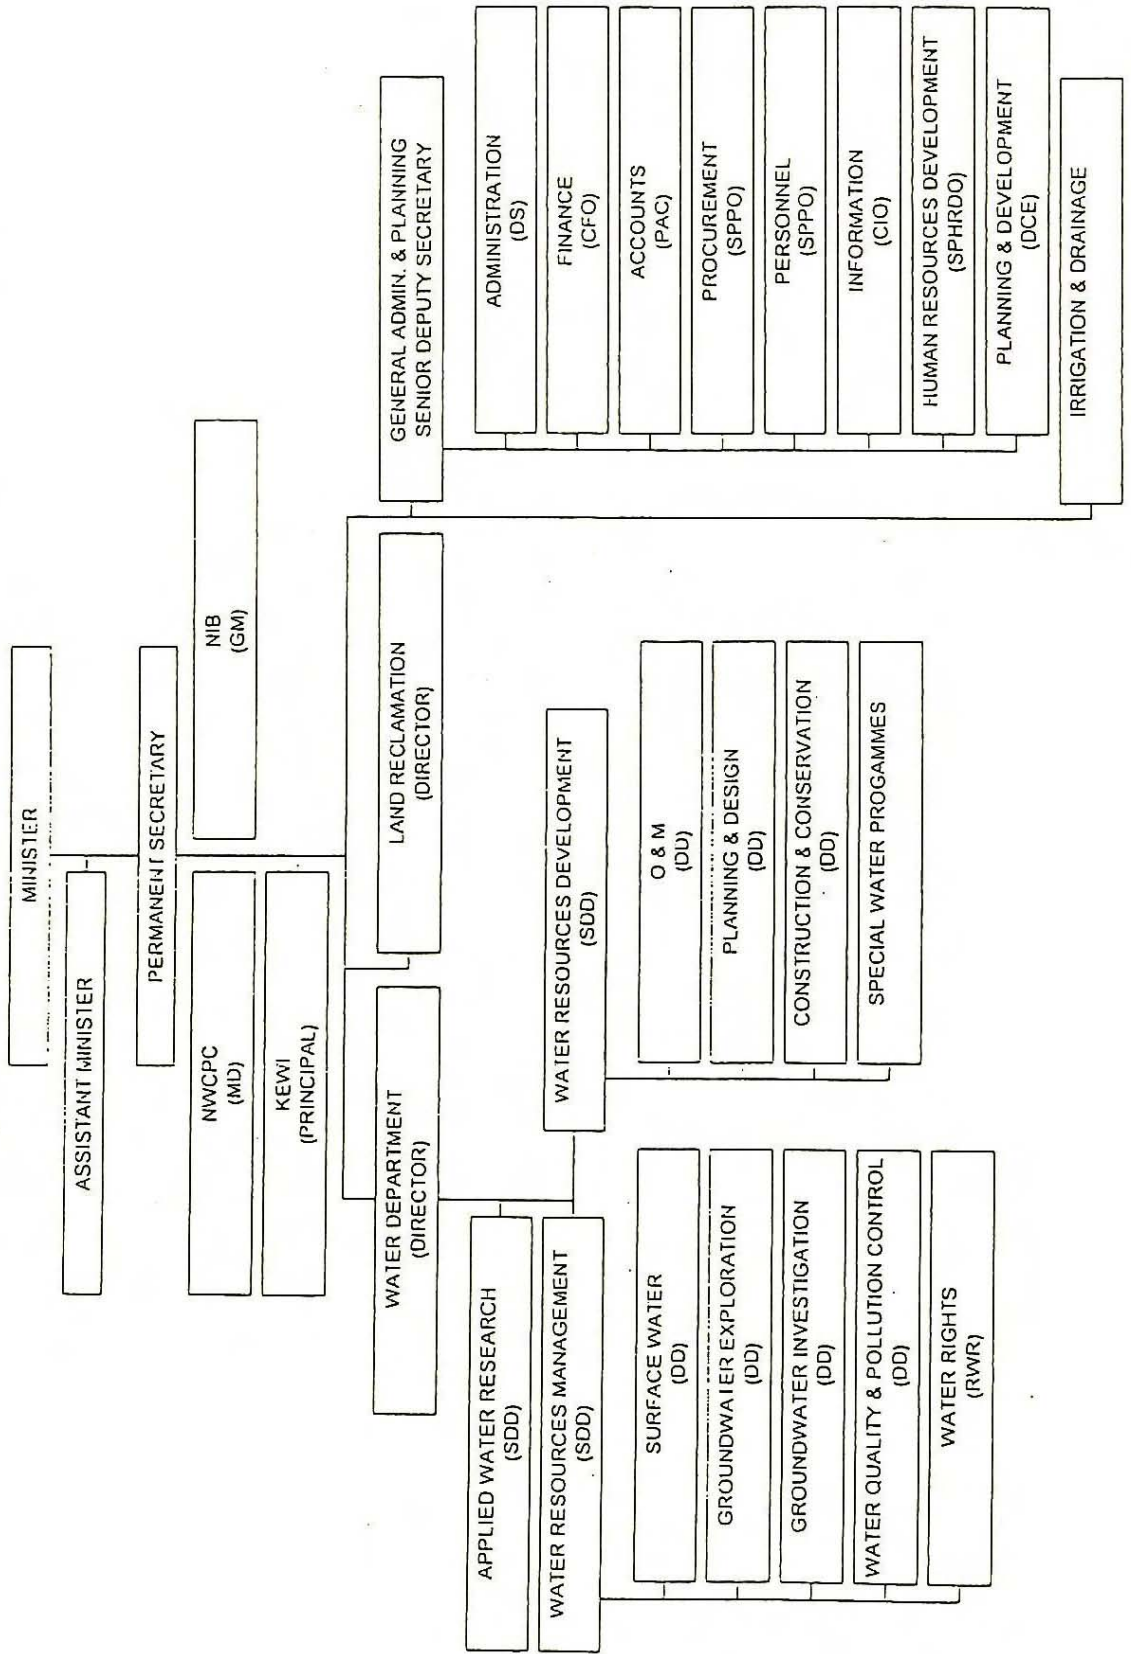 MINISTER
ASSISTANT MINISTER
PERMANENT SECRETARY
NWCPC
(MD)
NIB
(GM)
KEWI
(PRINCIPAL)
WATER DEPARTMENT
(DIRECTOR)
LAND RECLAMATION
(DIRECTOR)
GENERAL ADMIN. & PLANNING
SENIOR DEPUTY SECRETARY
APPLIED WATER RESEARCH
(SDD)
WATER RESOURCES MANAGEMENT
(SDD)
WATER RESOURCES DEVELOPMENT
(SDD)
SURFACE WATER
(DD)
GROUNDWATER EXPLORATION
(DD)
GROUNDWATER INVESTIGATION
(DD)
WATER QUALITY & POLLUTION CONTROL
(DD)
WATER RIGHTS
(RWR)
O & M
(DD)
PLANNING & DESIGN
(DD)
CONSTRUCTION & CONSERVATION
(DD)
SPECIAL WATER PROGAMMES
ADMINISTRATION
(DS)
FINANCE
(CFO)
ACCOUNTS
(PAC)
PROCUREMENT
(SPPO)
PERSONNEL
(SPPO)
INFORMATION
(CIO)
HUMAN RESOURCES DEVELOPMENT
(SPHRDO)
PLANNING & DEVELOPMENT
(DCE)
IRRIGATION & DRAINAGE